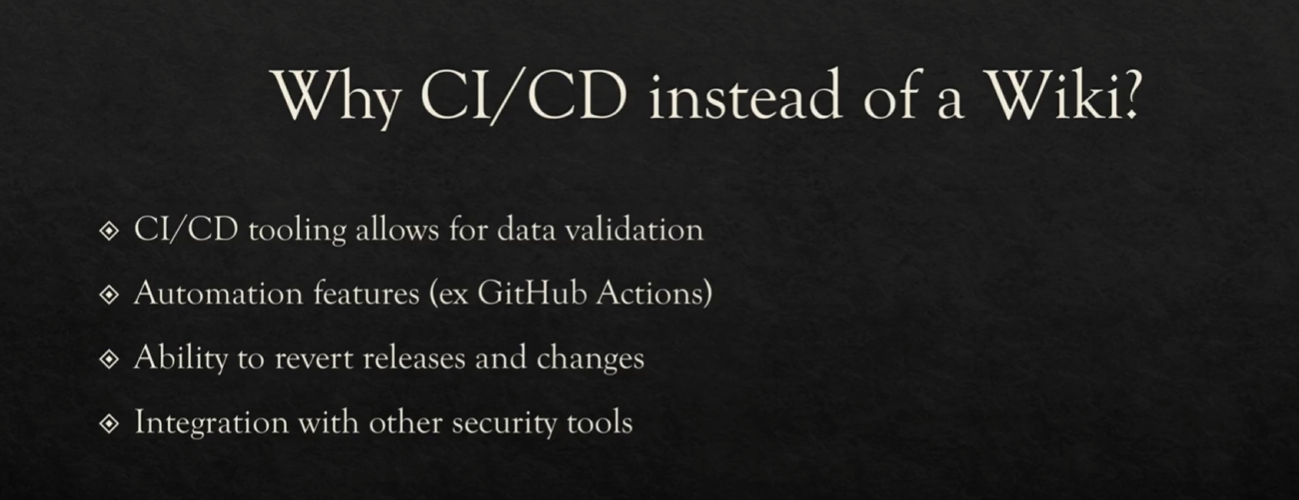 Why CI/CD instead of a Wiki?
CI/CD tooling allows for data validation
Automation features (ex GitHub Actions)
Ability to revert releases and changes
Integration with other security tools